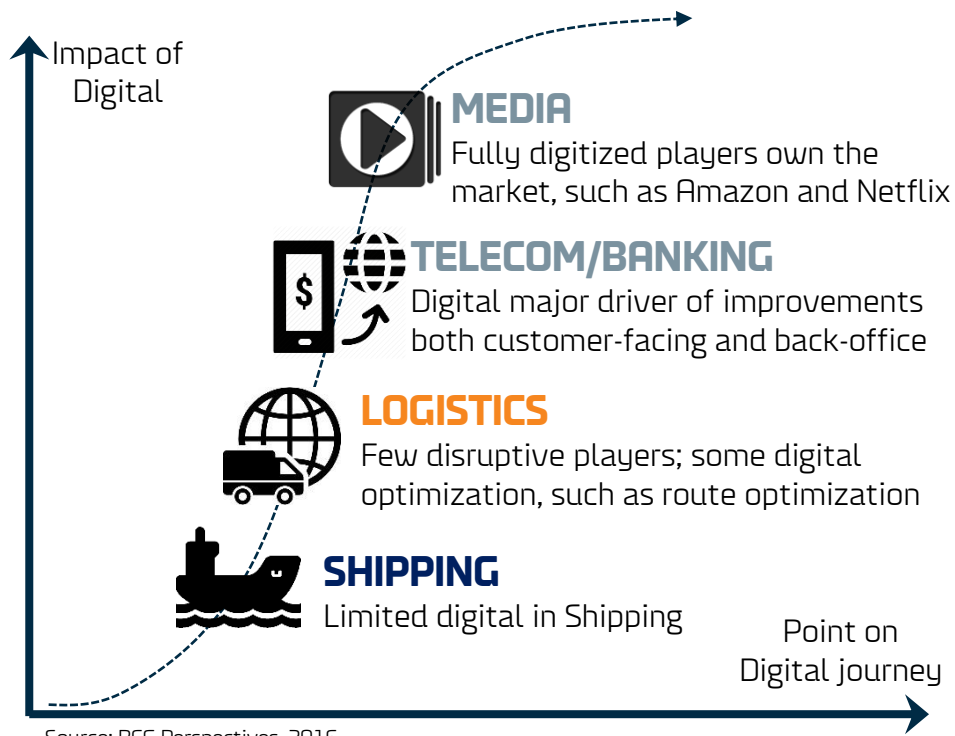 Impact of
Digital
MEDIA
Fully digitized players own the
market, such as Amazon and Netflix
$
TELECOM/BANKING
Digital major driver of improvements
both customer-facing and back-office
LOGISTICS
Few disruptive players; some digital
optimization, such as route optimization
SHIPPING
Limited digital in Shipping
Point on
Digital journey
Source: Perspectives,